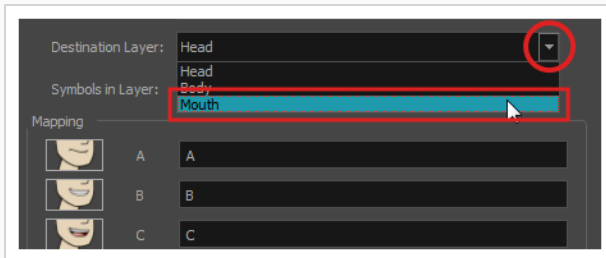 Destination Layer: Head
Head
Symbols in Layer: Body
Mouth
Mapping
A A
B B
C C